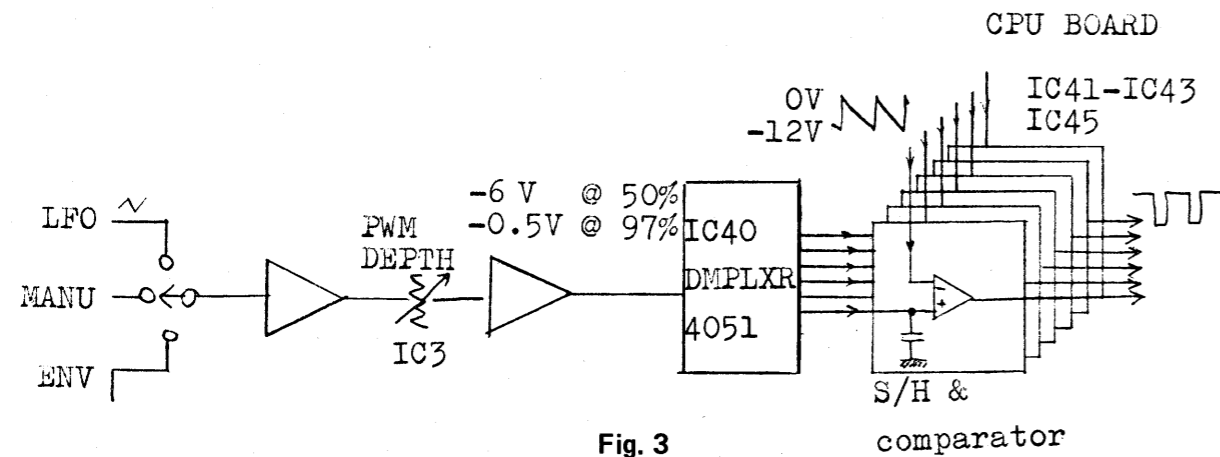 CPU BOARD
0V
-12V
IC41-IC43
IC45
-6 V @ 50%
-0.5V @ 97%
LFO
PWM
DEPTH
IC40
DMPLXR
4051
MANU
-
+
IC3
ENV
S/H &
comparator
Fig. 3